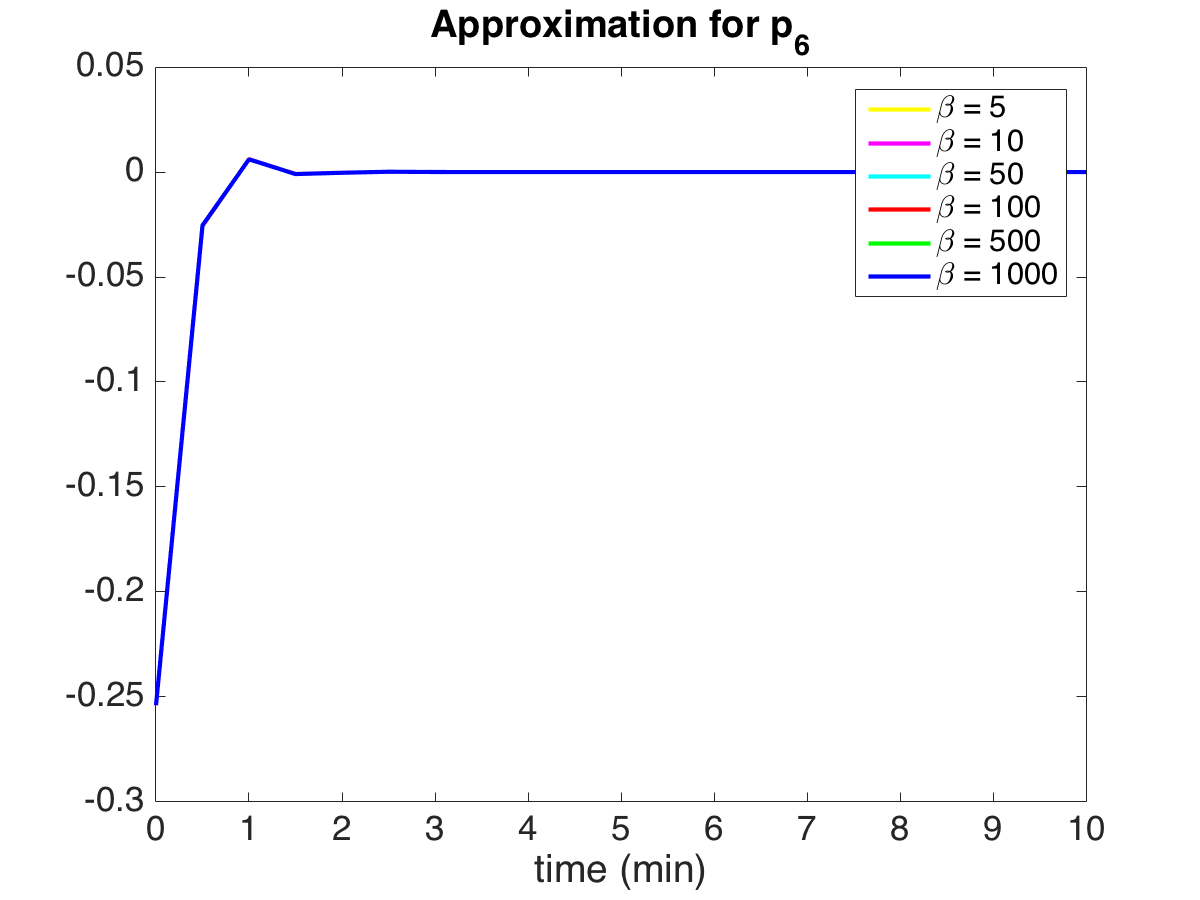 Approximation for p6
0.05
0
-0.05
-0.1
-0.15
-0.2
-0.25
-0.3
β = 5
β = 10
β = 50
β = 100
β = 500
β = 1000
0 1 2 3 4 5 6 7 8 9 10
time (min)